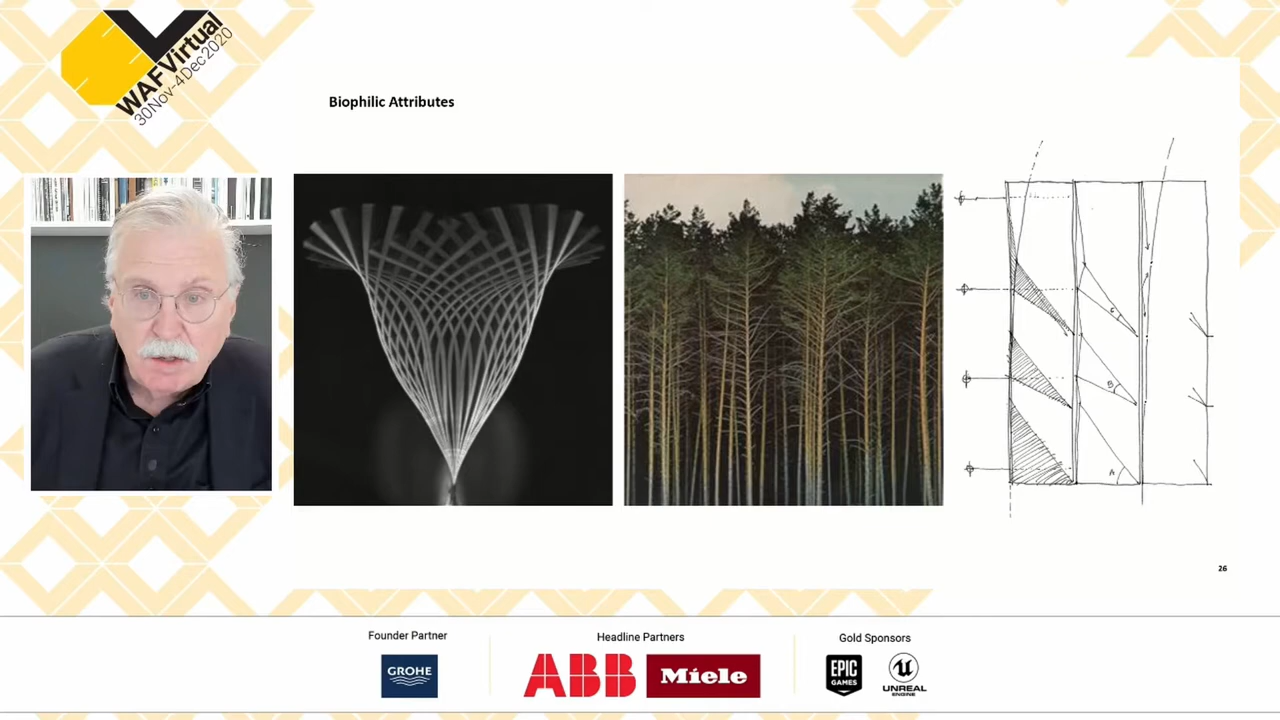 WAFVirtual
30Nov-4Dec2020
Biophilic Attributes
C
B
A
26
Founder Partner
Headline Partners
Gold Sponsors
GROHE
ABB
Miele
EPIC
GAMES
UNREAL
ENGINE